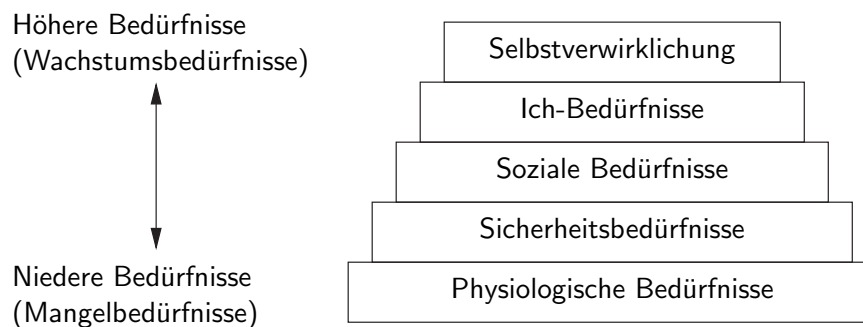 Höhere Bedürfnisse
(Wachstumsbedürfnisse)
Niedere Bedürfnisse
(Mangelbedürfnisse)
Selbstverwirklichung
Ich-Bedürfnisse
Soziale Bedürfnisse
Sicherheitsbedürfnisse
Physiologische Bedürfnisse